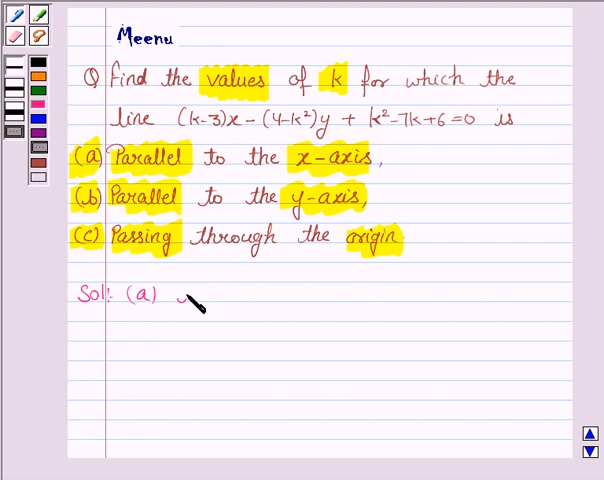 Meenu
Q Find the values of k for which the
line (k-3)x - (4-k²)y + k²-7k+6=0 is
(a) Parallel to the x-axis,
(b) Parallel to the y-axis,
(c) Passing through the origin.
Sol: (a)